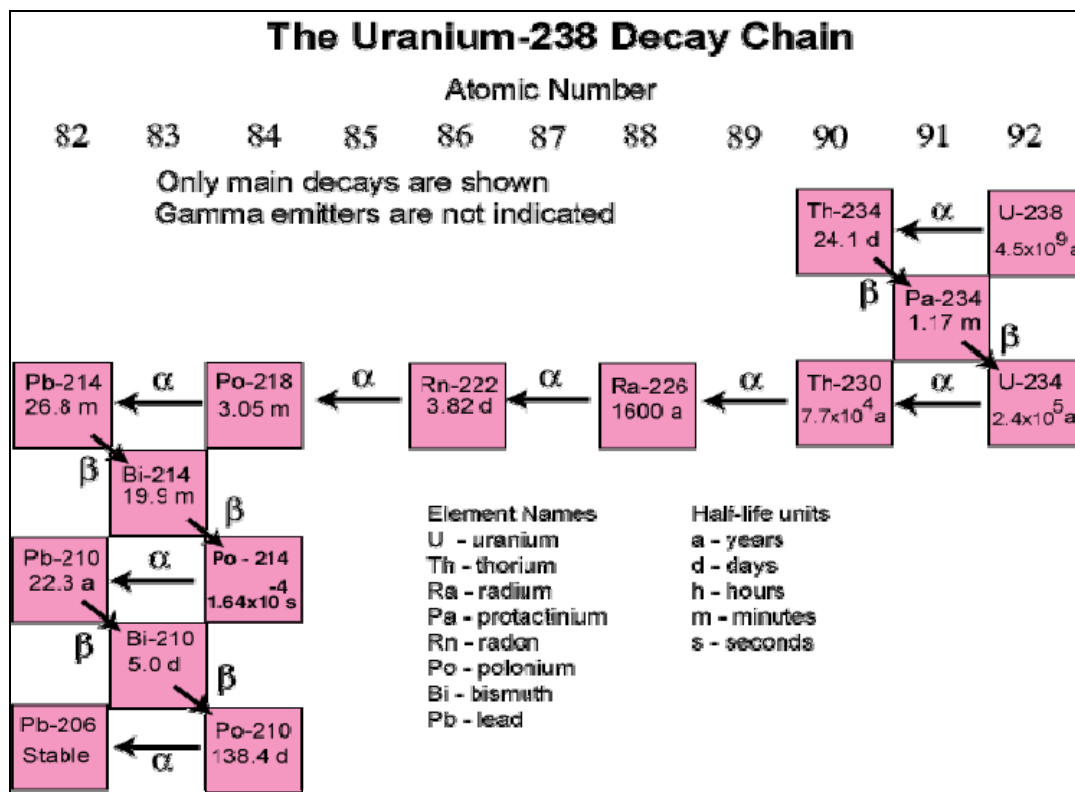 The Uranium-238 Decay Chain
Atomic Number
82 83 84 85 86 87 88 89 90 91 92
Only main decays are shown
Gamma emitters are not indicated
Th-234
24.1 d
α
U-238
4.5x10⁹ a
β
Pa-234
1.17 m
β
Pb-214
26.8 m
α
Po-218
3.05 m
α
Rn-222
3.82 d
α
Ra-226
1600 a
α
Th-230
7.7x10⁴ a
α
U-234
2.4x10⁵ a
β
Bi-214
19.9 m
β
Pb-210
22.3 a
α
Po - 214
1.64x10⁻⁴ s
β
Bi-210
5.0 d
β
Pb-206
Stable
α
Po-210
138.4 d
Element Names
U - uranium
Th - thorium
Ra - radium
Pa - protactinium
Rn - radon
Po - polonium
Bi - bismuth
Pb - lead
Half-life units
a - years
d - days
h - hours
m - minutes
s - seconds